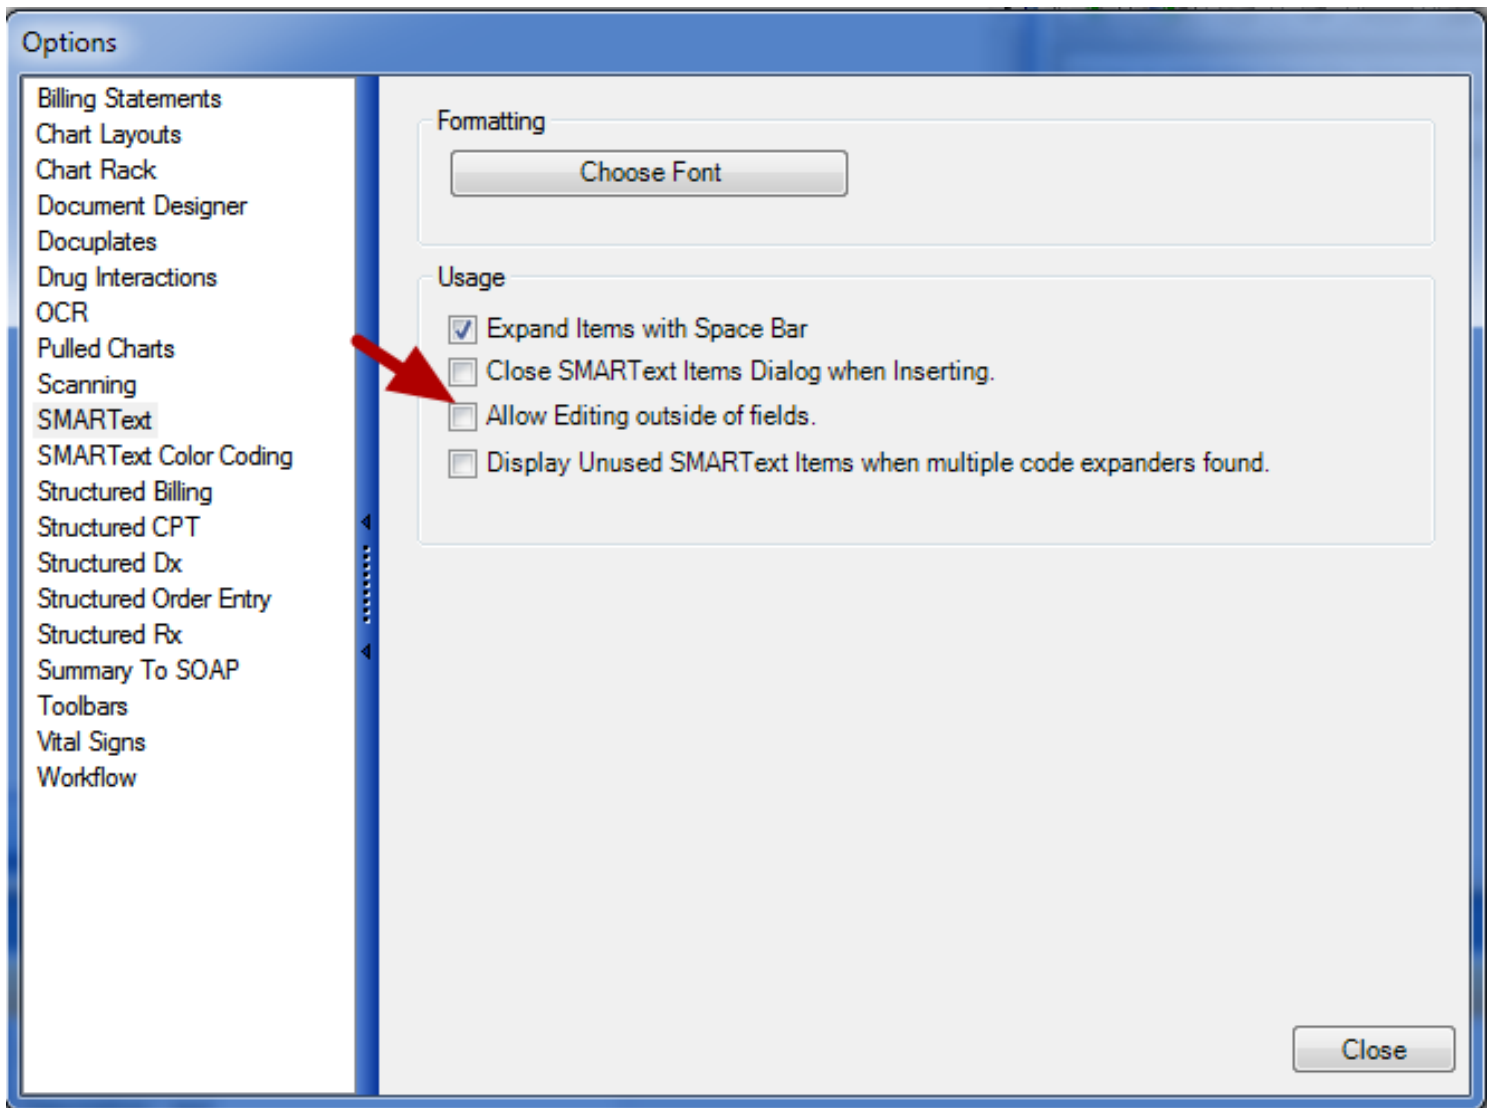 Options
Billing Statements
Chart Layouts
Chart Rack
Document Designer
Docuplates
Drug Interactions
OCR
Pulled Charts
Scanning
SMARText
SMARText Color Coding
Structured Billing
Structured CPT
Structured Dx
Structured Order Entry
Structured Rx
Summary To SOAP
Toolbars
Vital Signs
Workflow
Formatting
Choose Font
Usage
Expand Items with Space Bar
Close SMARText Items Dialog when Inserting.
Allow Editing outside of fields.
Display Unused SMARText Items when multiple code expanders found.
Close